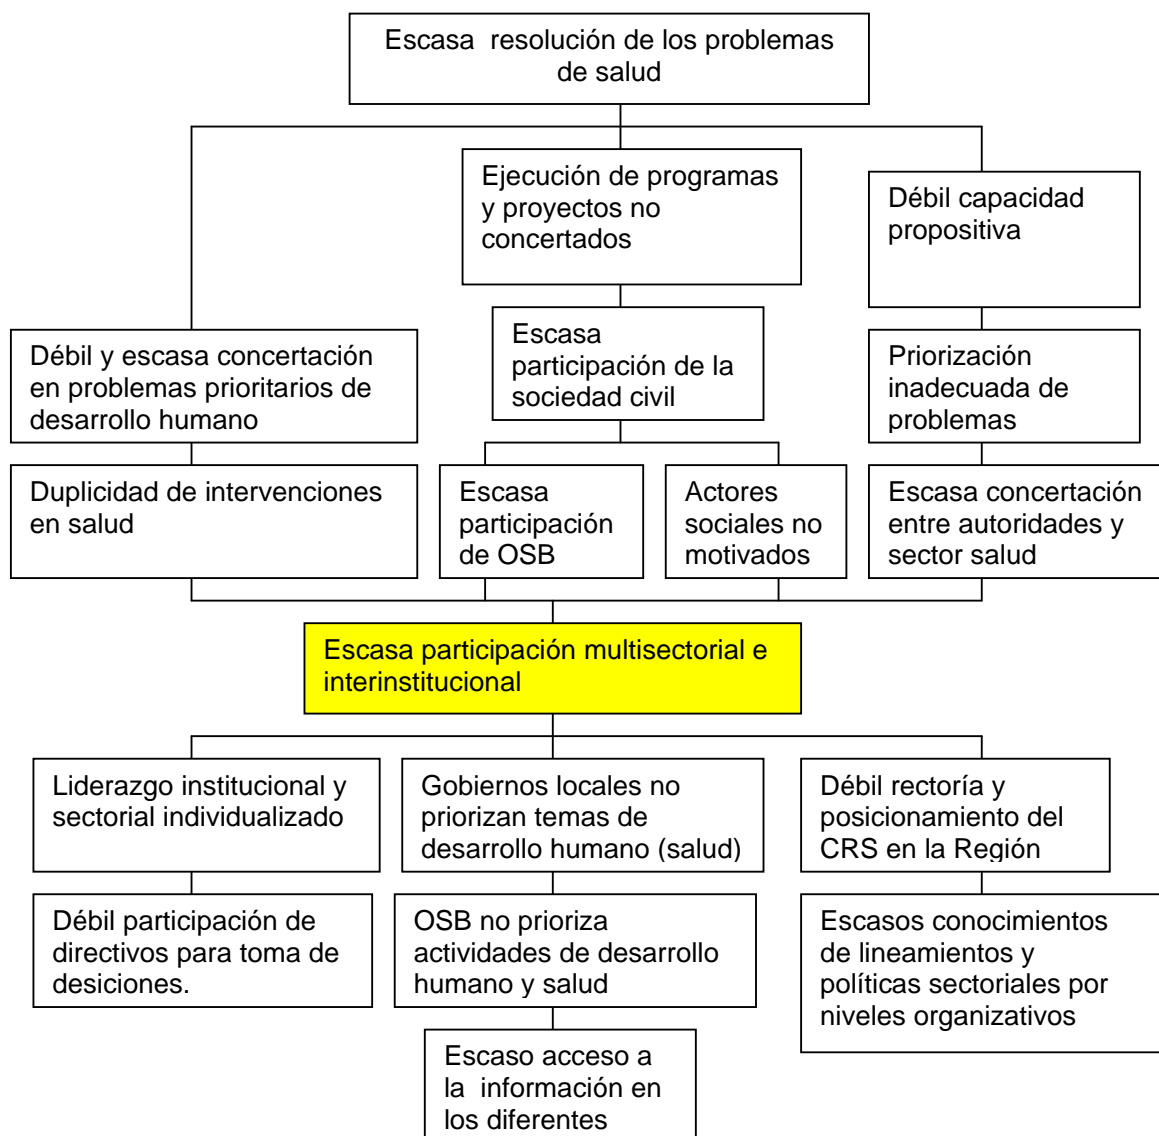 Escasa resolución de los problemas
de salud
Ejecución de programas
y proyectos no
concertados
Débil capacidad
propositiva
Débil y escasa concertación
en problemas prioritarios de
desarrollo humano
Escasa
participación de la
sociedad civil
Priorización
inadecuada de
problemas
Duplicidad de intervenciones
en salud
Escasa
participación
de OSB
Actores
sociales no
motivados
Escasa concertación
entre autoridades y
sector salud
Escasa participación multisectorial e
interinstitucional
Liderazgo institucional y
sectorial individualizado
Gobiernos locales no
priorizan temas de
desarrollo humano (salud)
Débil rectoría y
posicionamiento del
CRS en la Región
Débil participación de
directivos para toma de
desiciones.
OSB no prioriza
actividades de desarrollo
humano y salud
Escasos conocimientos
de lineamientos y
políticas sectoriales por
niveles organizativos
Escaso acceso a
la información en
los diferentes